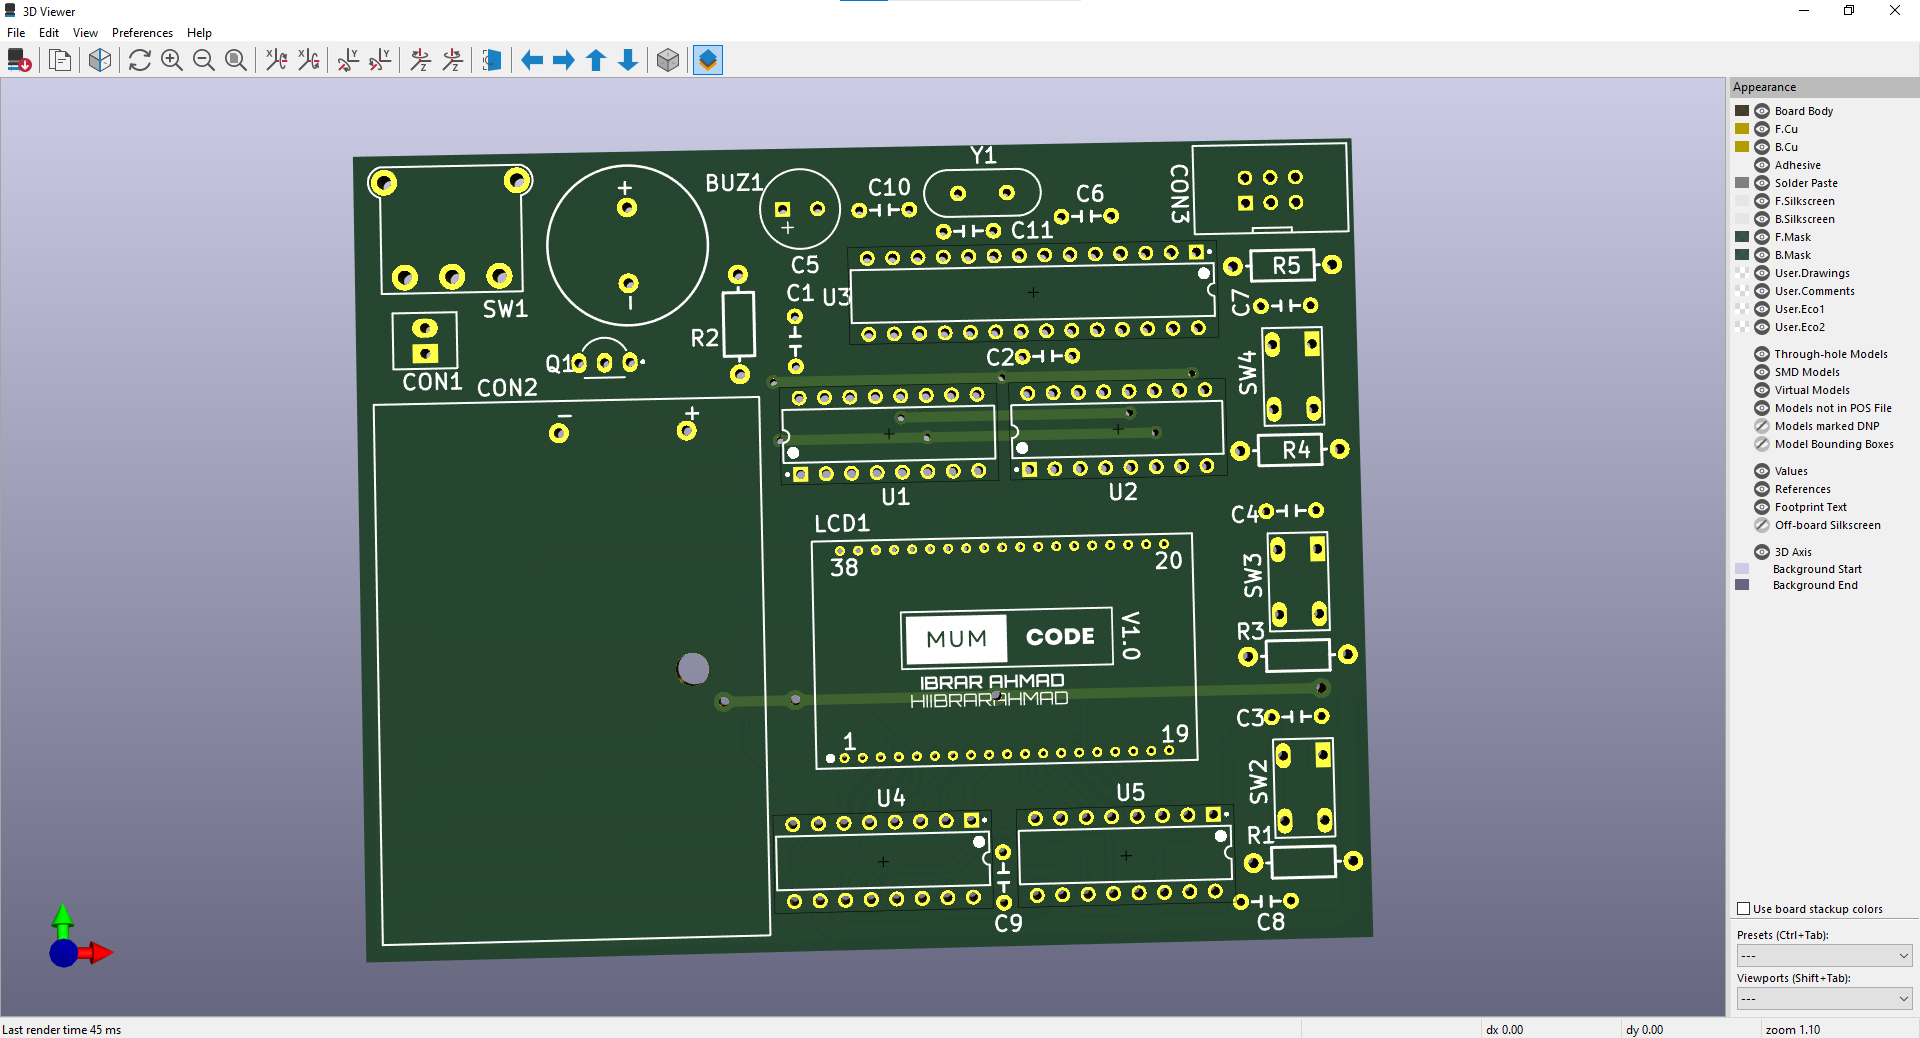 3D Viewer
File Edit View Preferences Help
Appearance
Board Body
F.Cu
B.Cu
Adhesive
Solder Paste
F.Silkscreen
B.Silkscreen
F.Mask
B.Mask
User.Drawings
User.Comments
User.Eco1
User.Eco2
Through-hole Models
SMD Models
Virtual Models
Models not in POS File
Models marked DNP
Model Bounding Boxes
Values
References
Footprint Text
Off-board Silkscreen
3D Axis
Background Start
Background End
Use board stackup colors
Presets (Ctrl+Tab):
---
Viewports (Shift+Tab):
---
Y1
BUZ1
C10
C6
CON3
+
+
C11
C5
R5
C1
U3
C7
SW1
R2
C2
Q1
SW4
CON1
CON2
−
+
R4
U1
U2
C4
LCD1
38
20
SW3
MUM CODE
V1.0
R3
IBRAR AHMAD
HIIBRARAHMAD
C3
1
19
SW2
U4
U5
R1
C9
C8
Last render time 45 ms
dx 0.00
dy 0.00
zoom 1.10